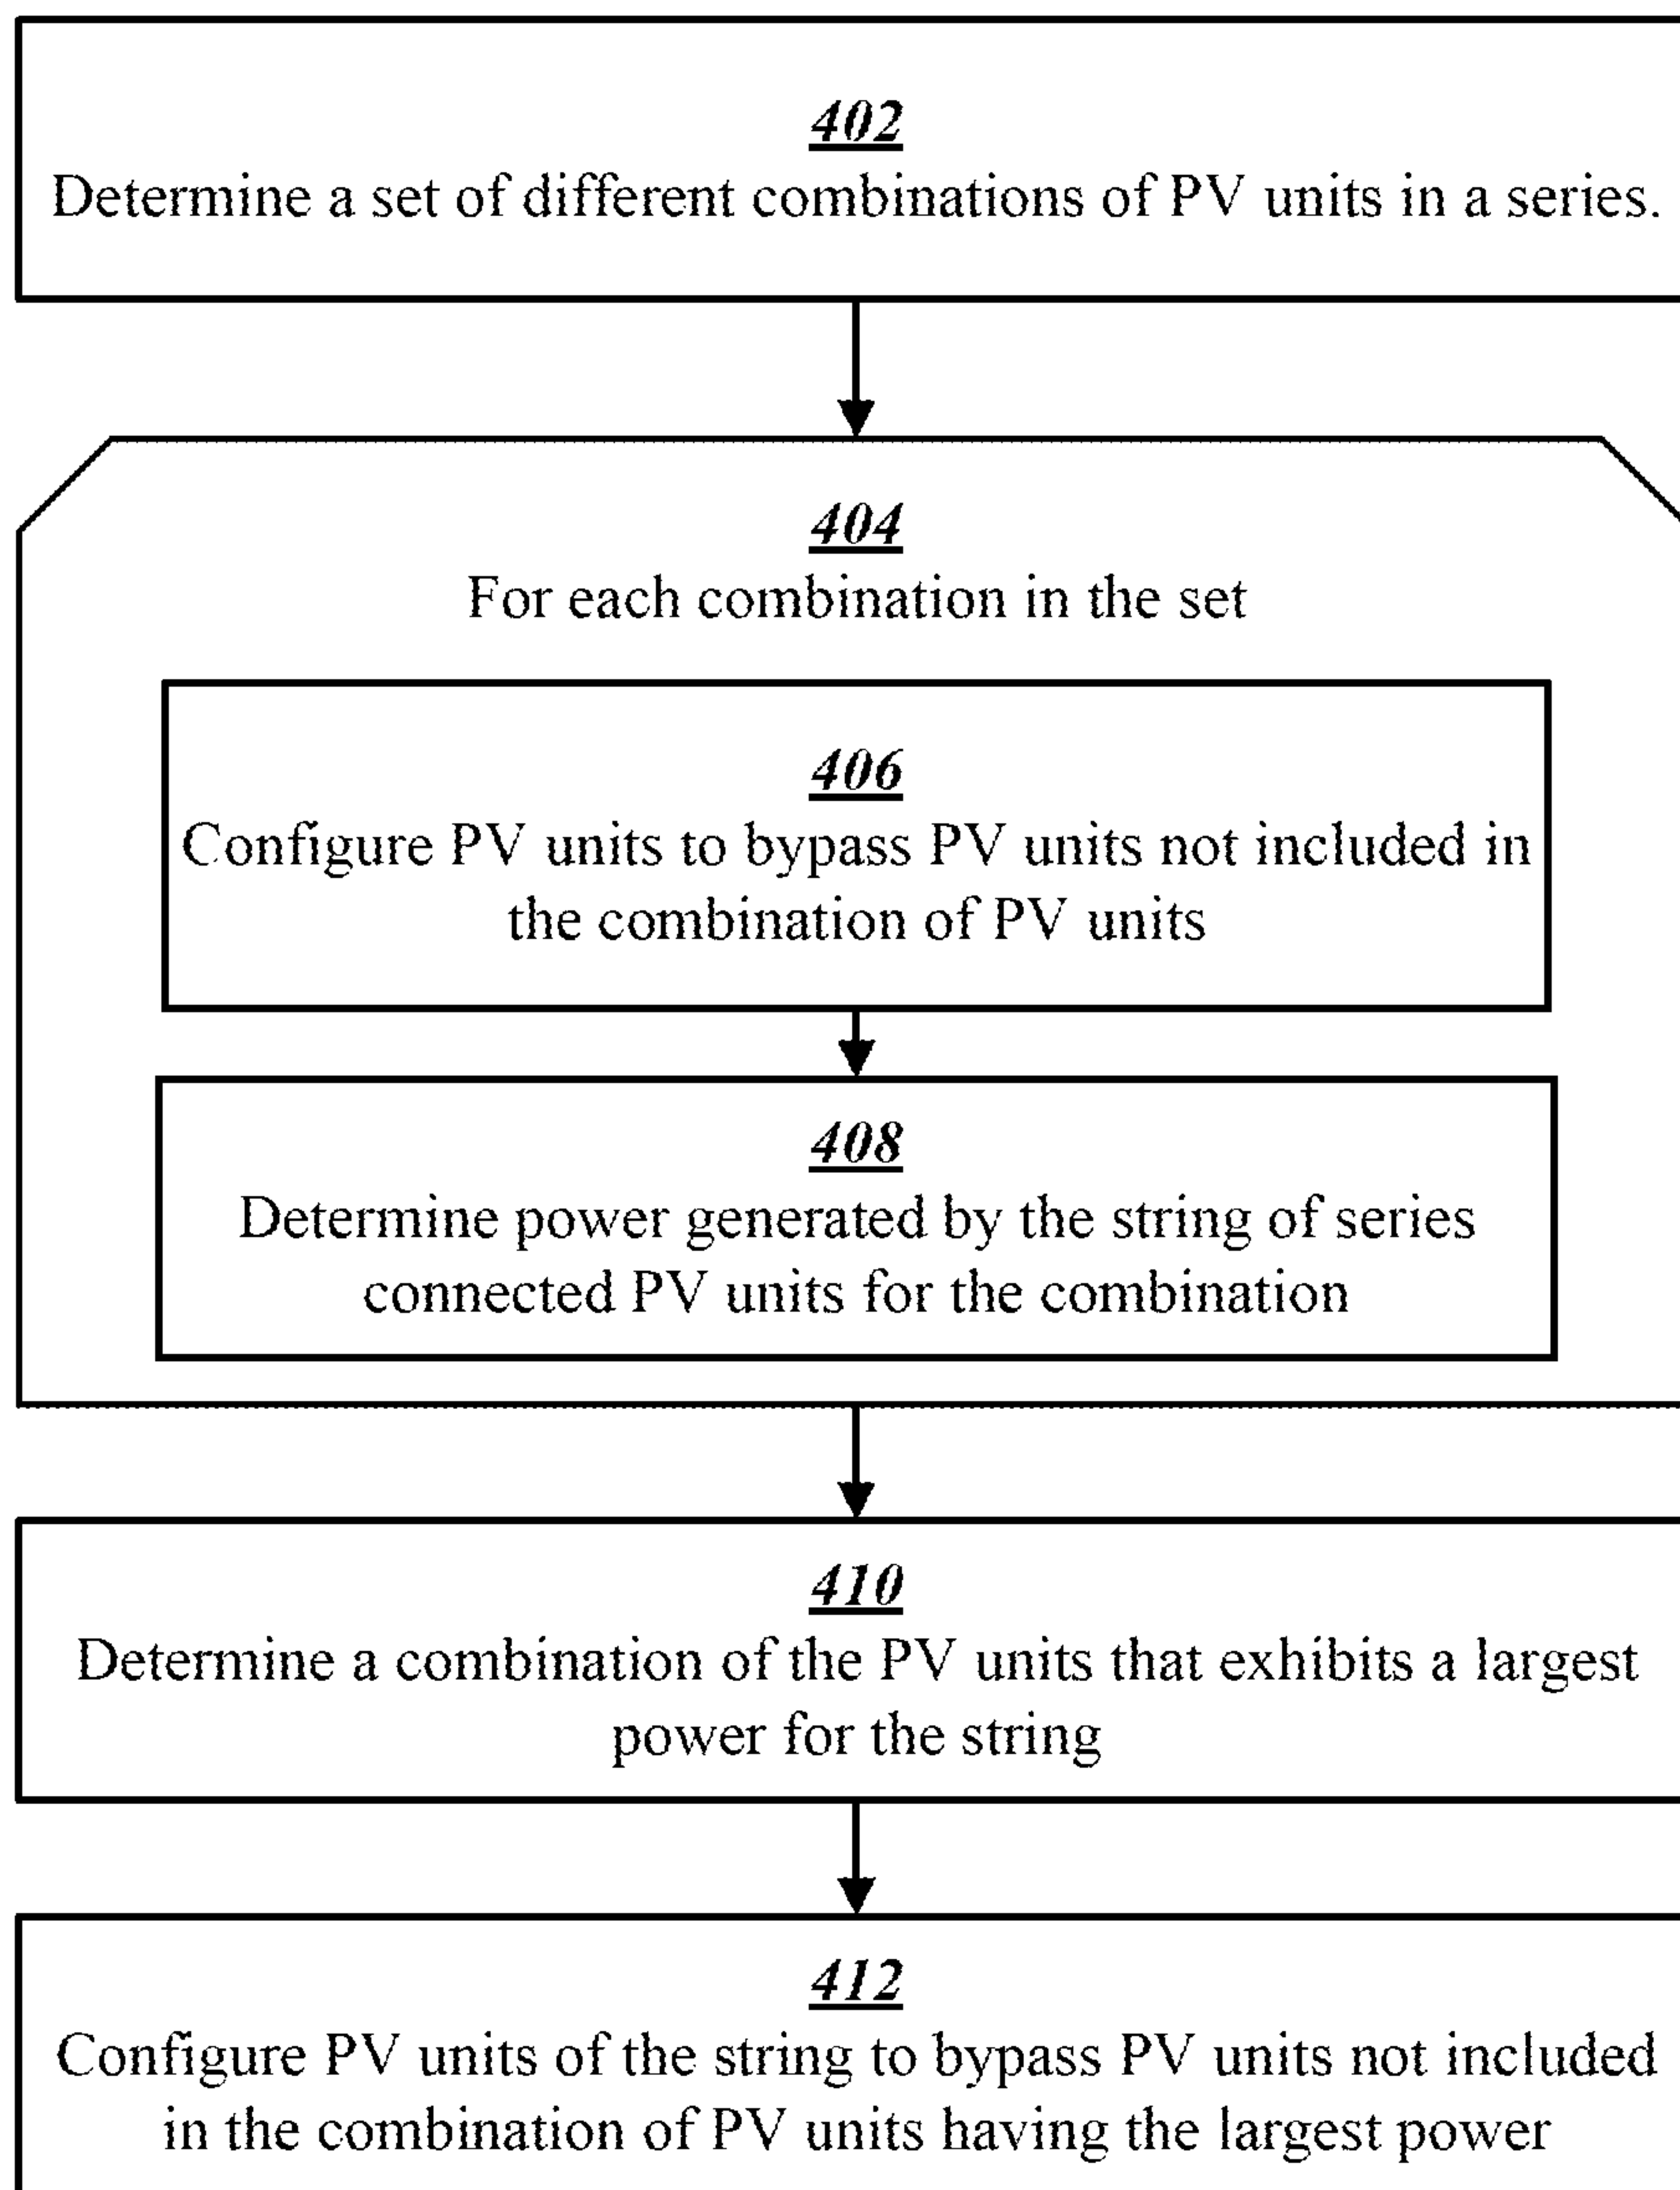 402
Determine a set of different combinations of PV units in a series.
404
For each combination in the set
406
Configure PV units to bypass PV units not included in
the combination of PV units
408
Determine power generated by the string of series
connected PV units for the combination
410
Determine a combination of the PV units that exhibits a largest
power for the string
412
Configure PV units of the string to bypass PV units not included
in the combination of PV units having the largest power